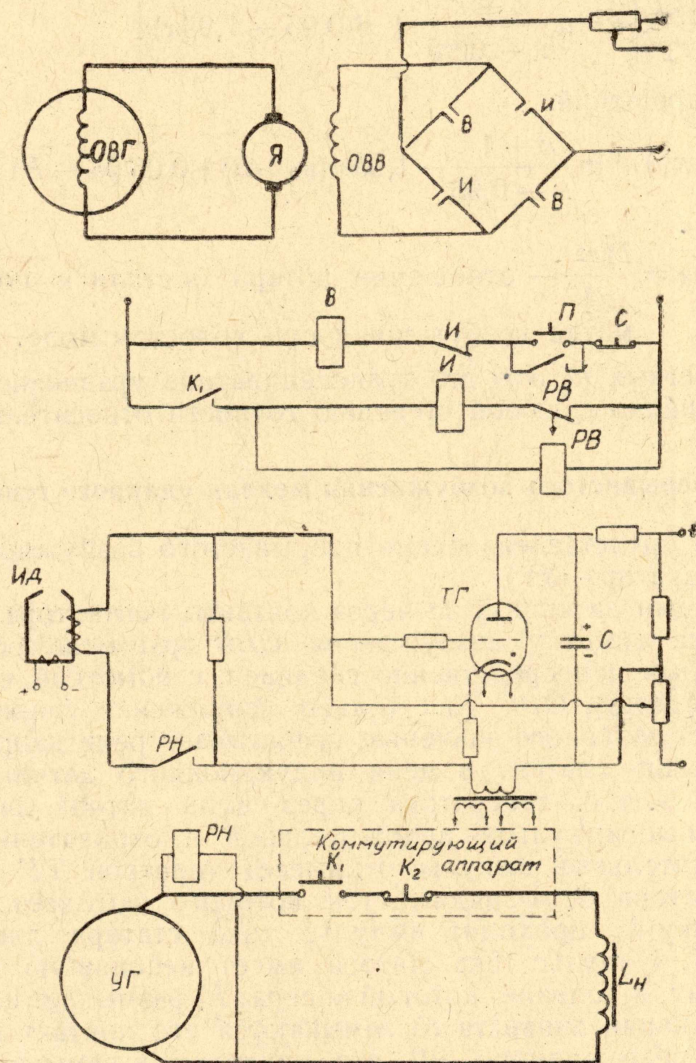 ОВГ
Я
ОВВ
В
И
И
В
В
И
П
С
К₁
И
РВ
РВ
ИД
+ -
ТГ
+
С
РН
РН
Коммутирующий
аппарат
К₁
К₂
УГ
Lн